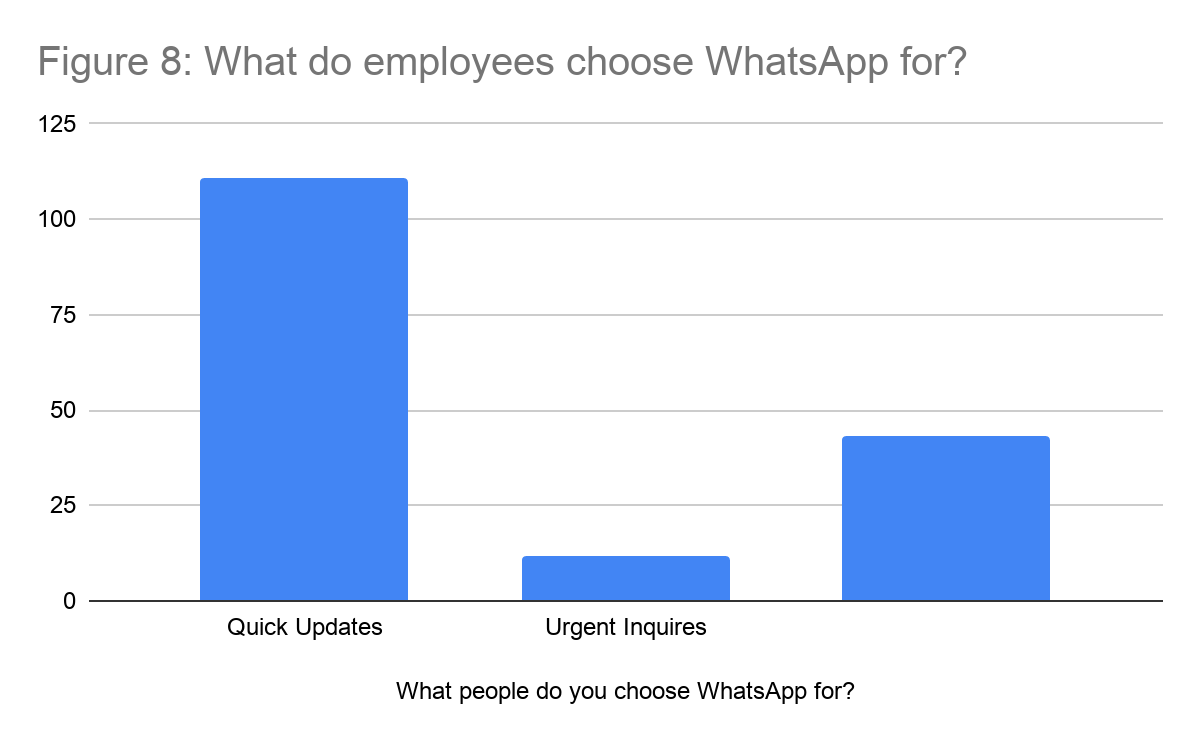 Figure 8: What do employees choose WhatsApp for?
125
100
75
50
25
0
Quick Updates
Urgent Inquires
What people do you choose WhatsApp for?